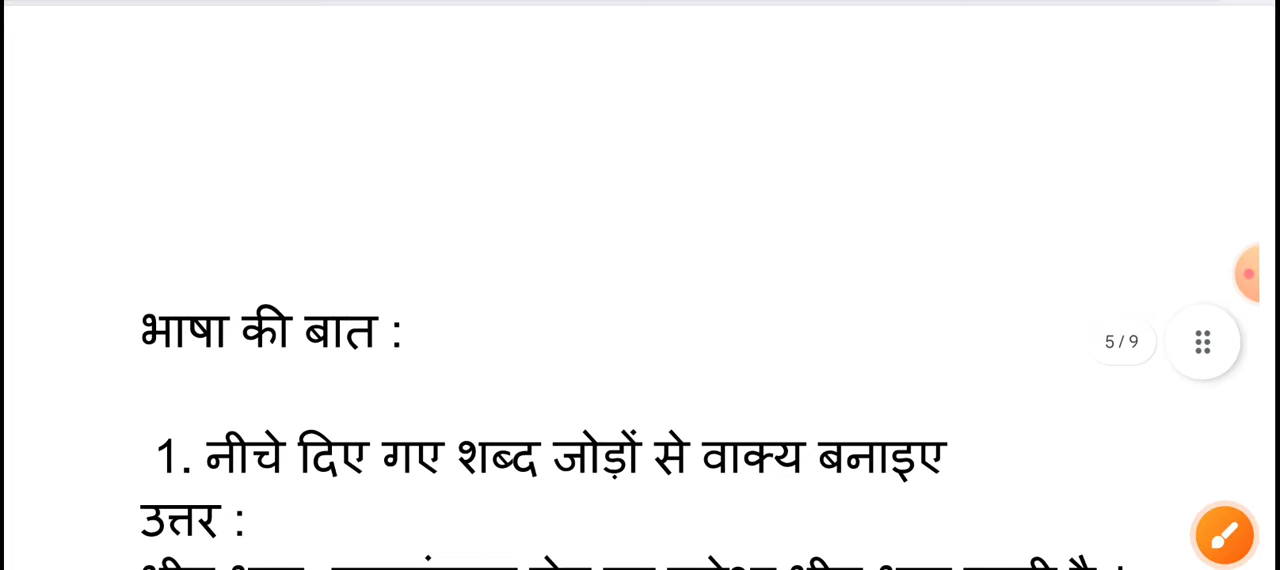 भाषा की बात :
5 / 9
1. नीचे दिए गए शब्द जोड़ों से वाक्य बनाइए
उत्तर :